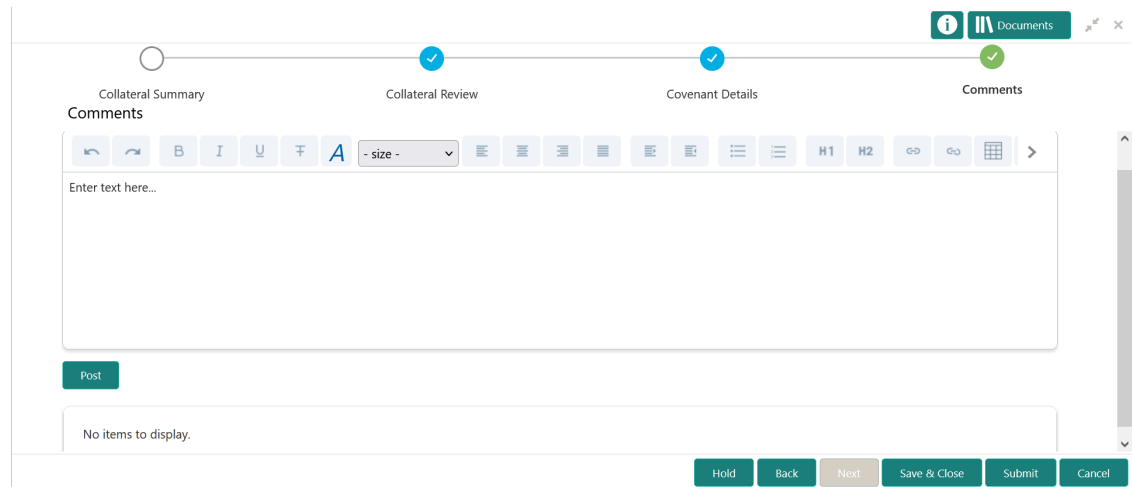 Documents
Collateral Summary
Collateral Review
Covenant Details
Comments
Comments
B I U T A - size - H1 H2
Enter text here...
Post
No items to display.
Hold Back Next Save & Close Submit Cancel